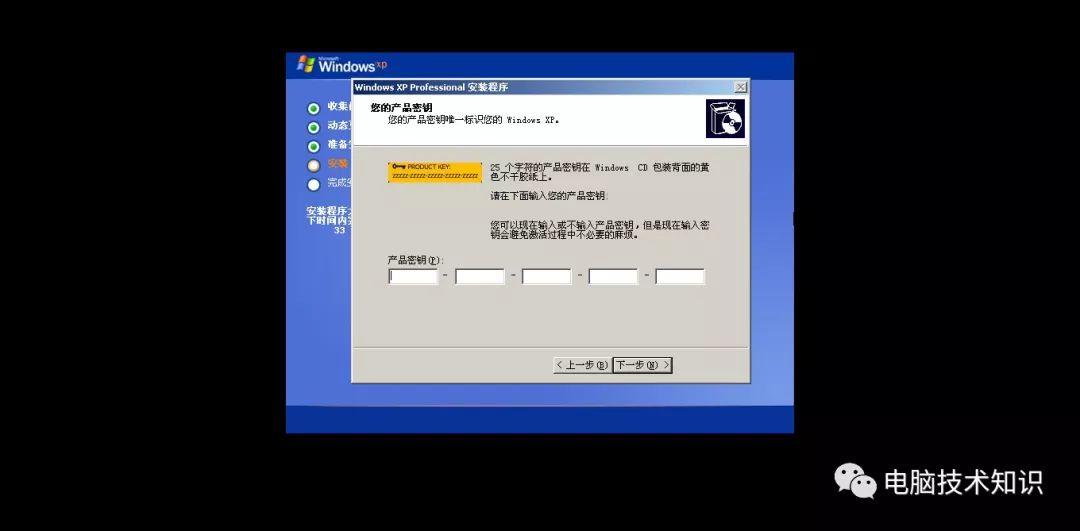 Microsoft
Windows xp
Windows XP Professional 安装程序
您的产品密钥
您的产品密钥唯一标识您的 Windows XP。
收集
动态
准备
安装
完成安
安装程序
下时间内
33
PRODUCT KEY:
ZZZZZ-ZZZZZ-ZZZZZ-ZZZZZ-ZZZZZ
25 个字符的产品密钥在 Windows CD 包装背面的黄
色不干胶纸上。
请在下面输入您的产品密钥:
您可以现在输入或不输入产品密钥,但是现在输入密
钥会避免激活过程中不必要的麻烦。
产品密钥(P):
- - - -
< 上一步(B) 下一步(N) >
电脑技术知识